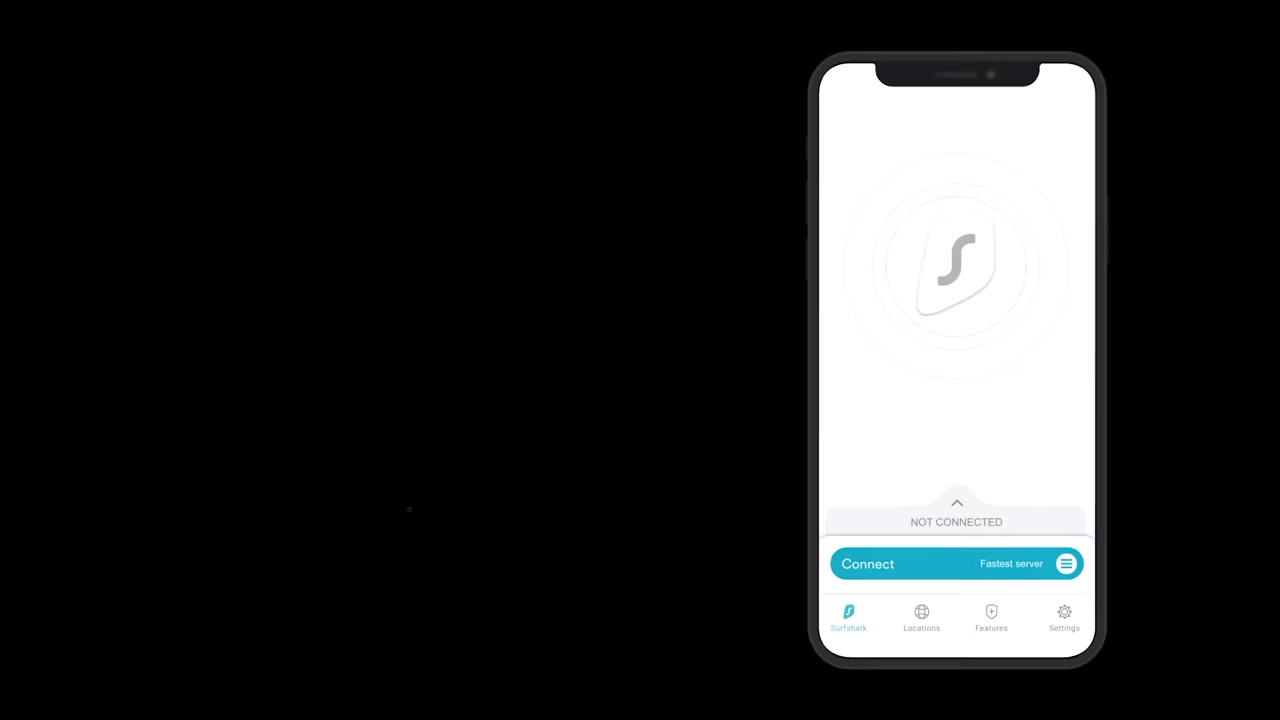 NOT CONNECTED
Connect
Fastest server
Surfshark
Locations
Features
Settings